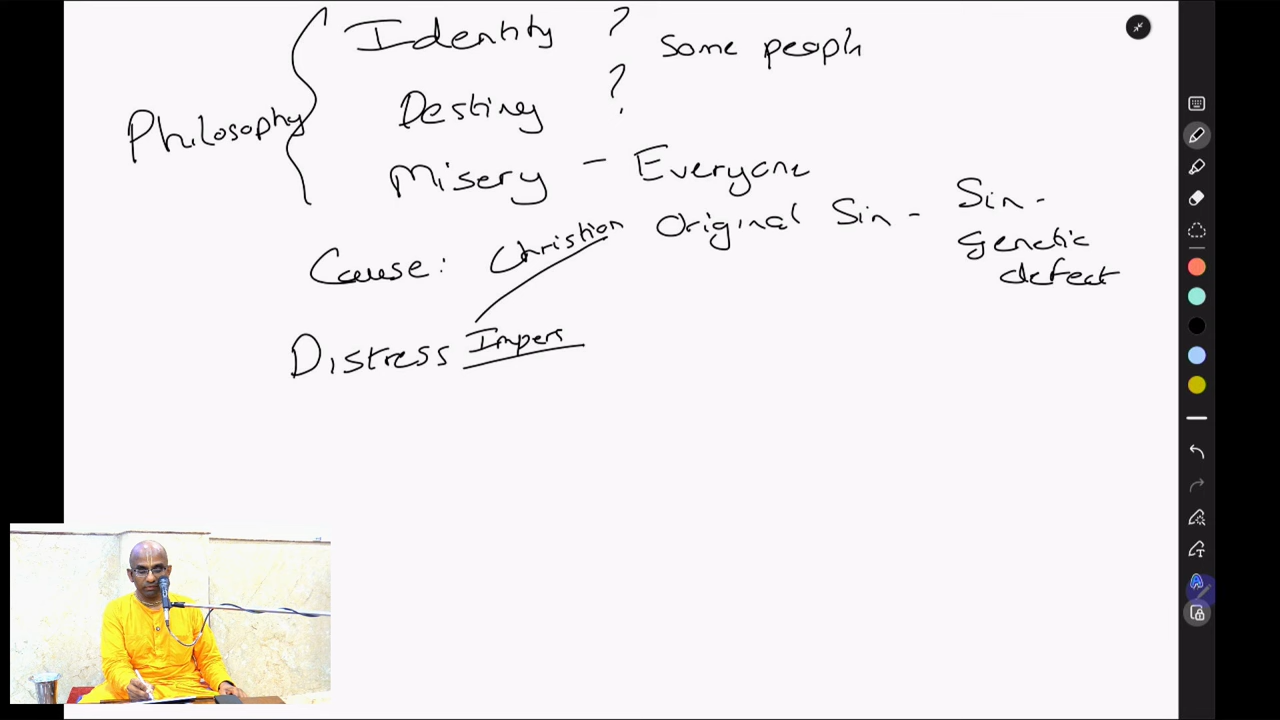 Identity ?
some people
Philosophy
Destiny ?
Misery - Everyone
Cause: Christian Original Sin - Sin -
genetic
defect
Distress Impers